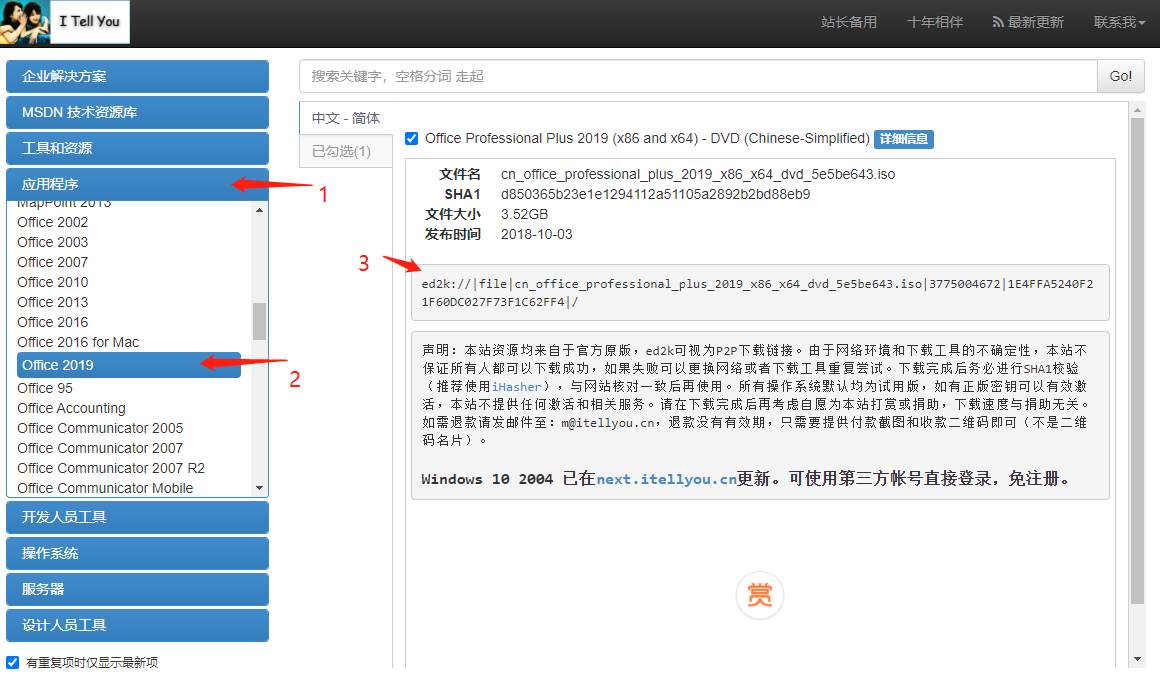 I Tell You
站长备用
十年相伴
最新更新
联系我
企业解决方案
MSDN 技术资源库
工具和资源
应用程序
1
MapPoint 2013
Office 2002
Office 2003
Office 2007
Office 2010
Office 2013
Office 2016
Office 2016 for Mac
Office 2019
2
Office 95
Office Accounting
Office Communicator 2005
Office Communicator 2007
Office Communicator 2007 R2
Office Communicator Mobile
开发人员工具
操作系统
服务器
设计人员工具
有重复项时仅显示最新项
搜索关键字，空格分词 走起
Go!
中文 - 简体
已勾选(1)
Office Professional Plus 2019 (x86 and x64) - DVD (Chinese-Simplified) 详细信息
文件名 cn_office_professional_plus_2019_x86_x64_dvd_5e5be643.iso
SHA1 d850365b23e1e1294112a51105a2892b2bd88eb9
文件大小 3.52GB
发布时间 2018-10-03
3
ed2k://|file|cn_office_professional_plus_2019_x86_x64_dvd_5e5be643.iso|3775004672|1E4FFA5240F2
1F60DC027F73F1C62FF4|/
声明：本站资源均来自于官方原版，ed2k可视为P2P下载链接。由于网络环境和下载工具的不确定性，本站不
保证所有人都可以下载成功，如果失败可以更换网络或者下载工具重复尝试。下载完成后务必进行SHA1校验
（推荐使用iHasher），与网站核对一致后再使用。所有操作系统默认均为试用版，如有正版密钥可以有效激
活，本站不提供任何激活和相关服务。请在下载完成后再考虑自愿为本站打赏或捐助，下载速度与捐助无关。
如需退款请发邮件至：m@itellyou.cn，退款没有有效期，只需要提供付款截图和收款二维码即可（不是二维
码名片）。
Windows 10 2004 已在next.itellyou.cn更新。可使用第三方帐号直接登录，免注册。
赏